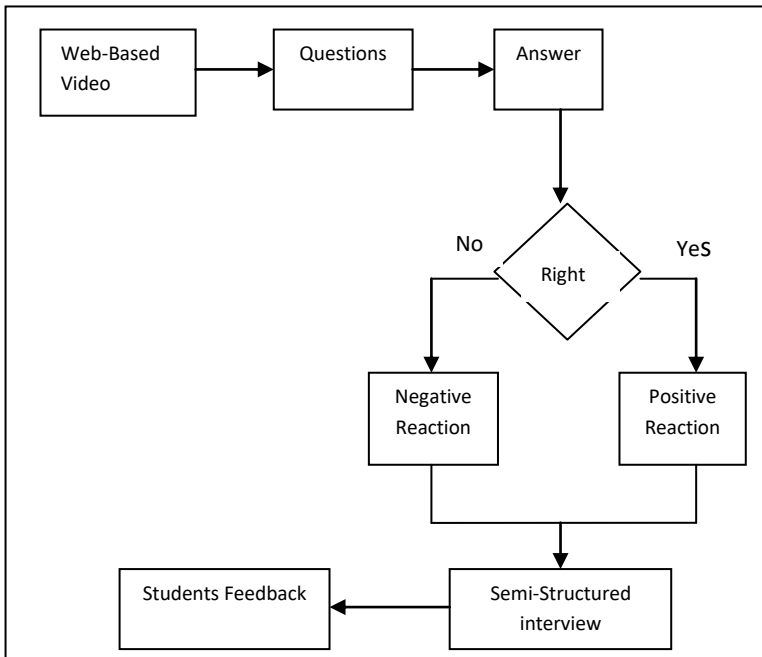 Web-Based
Video
Questions
Answer
No
Yes
Right
Negative
Reaction
Positive
Reaction
Students Feedback
Semi-Structured
interview